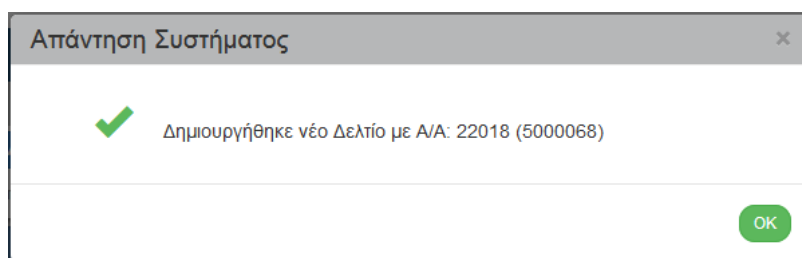 Απάντηση Συστήματος
×
Δημιουργήθηκε νέο Δελτίο με Α/Α: 22018 (5000068)
OK